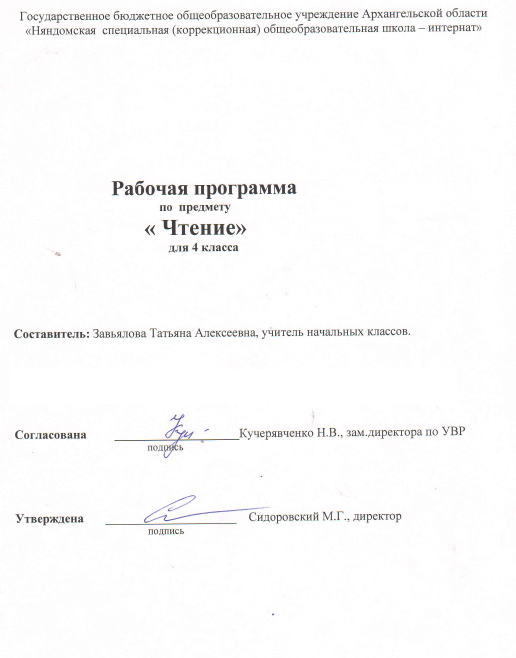 Государственное бюджетное общеобразовательное учреждение Архангельской области
«Няндомская специальная (коррекционная) общеобразовательная школа – интернат»
Рабочая программа
по предмету
« Чтение»
для 4 класса
Составитель: Завьялова Татьяна Алексеевна, учитель начальных классов.
Согласована ____________________Кучерявченко Н.В., зам.директора по УВР
подпись
Утверждена _____________________ Сидоровский М.Г., директор
подпись